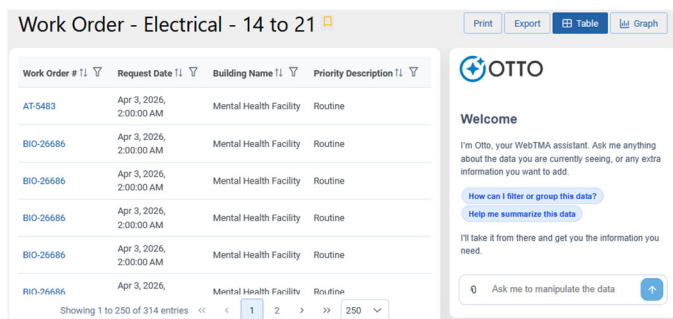 Work Order - Electrical - 14 to 21
Print Export Table Graph
Work Order # Request Date Building Name Priority Description
AT-5483 Apr 3, 2026, 2:00:00 AM Mental Health Facility Routine
BIO-26686 Apr 3, 2026, 2:00:00 AM Mental Health Facility Routine
BIO-26686 Apr 3, 2026, 2:00:00 AM Mental Health Facility Routine
BIO-26686 Apr 3, 2026, 2:00:00 AM Mental Health Facility Routine
BIO-26686 Apr 3, 2026, 2:00:00 AM Mental Health Facility Routine
BIO-26686 Apr 3, 2026, Mental Health Facility Routine
Showing 1 to 250 of 314 entries << < 1 2 > >> 250
OTTO
Welcome
I'm Otto, your WebTMA assistant. Ask me anything
about the data you are currently seeing, or any extra
information you want to add.
How can I filter or group this data?
Help me summarize this data
I'll take it from there and get you the information you
need.
Ask me to manipulate the data